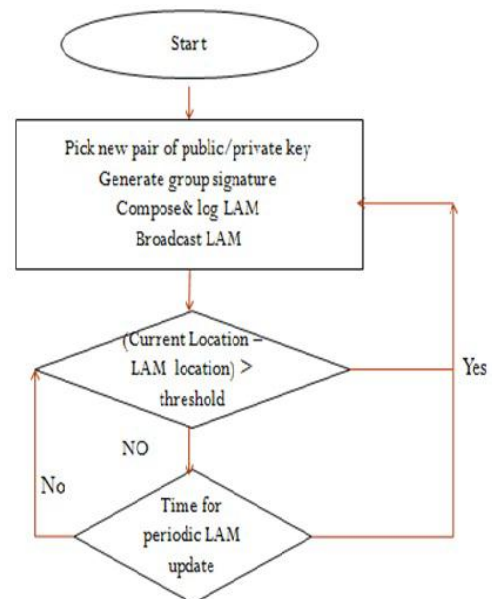 Start
Pick new pair of public/private key
Generate group signature
Compose& log LAM
Broadcast LAM
(Current Location –
LAM location) >
threshold
Yes
NO
No
Time for
periodic LAM
update